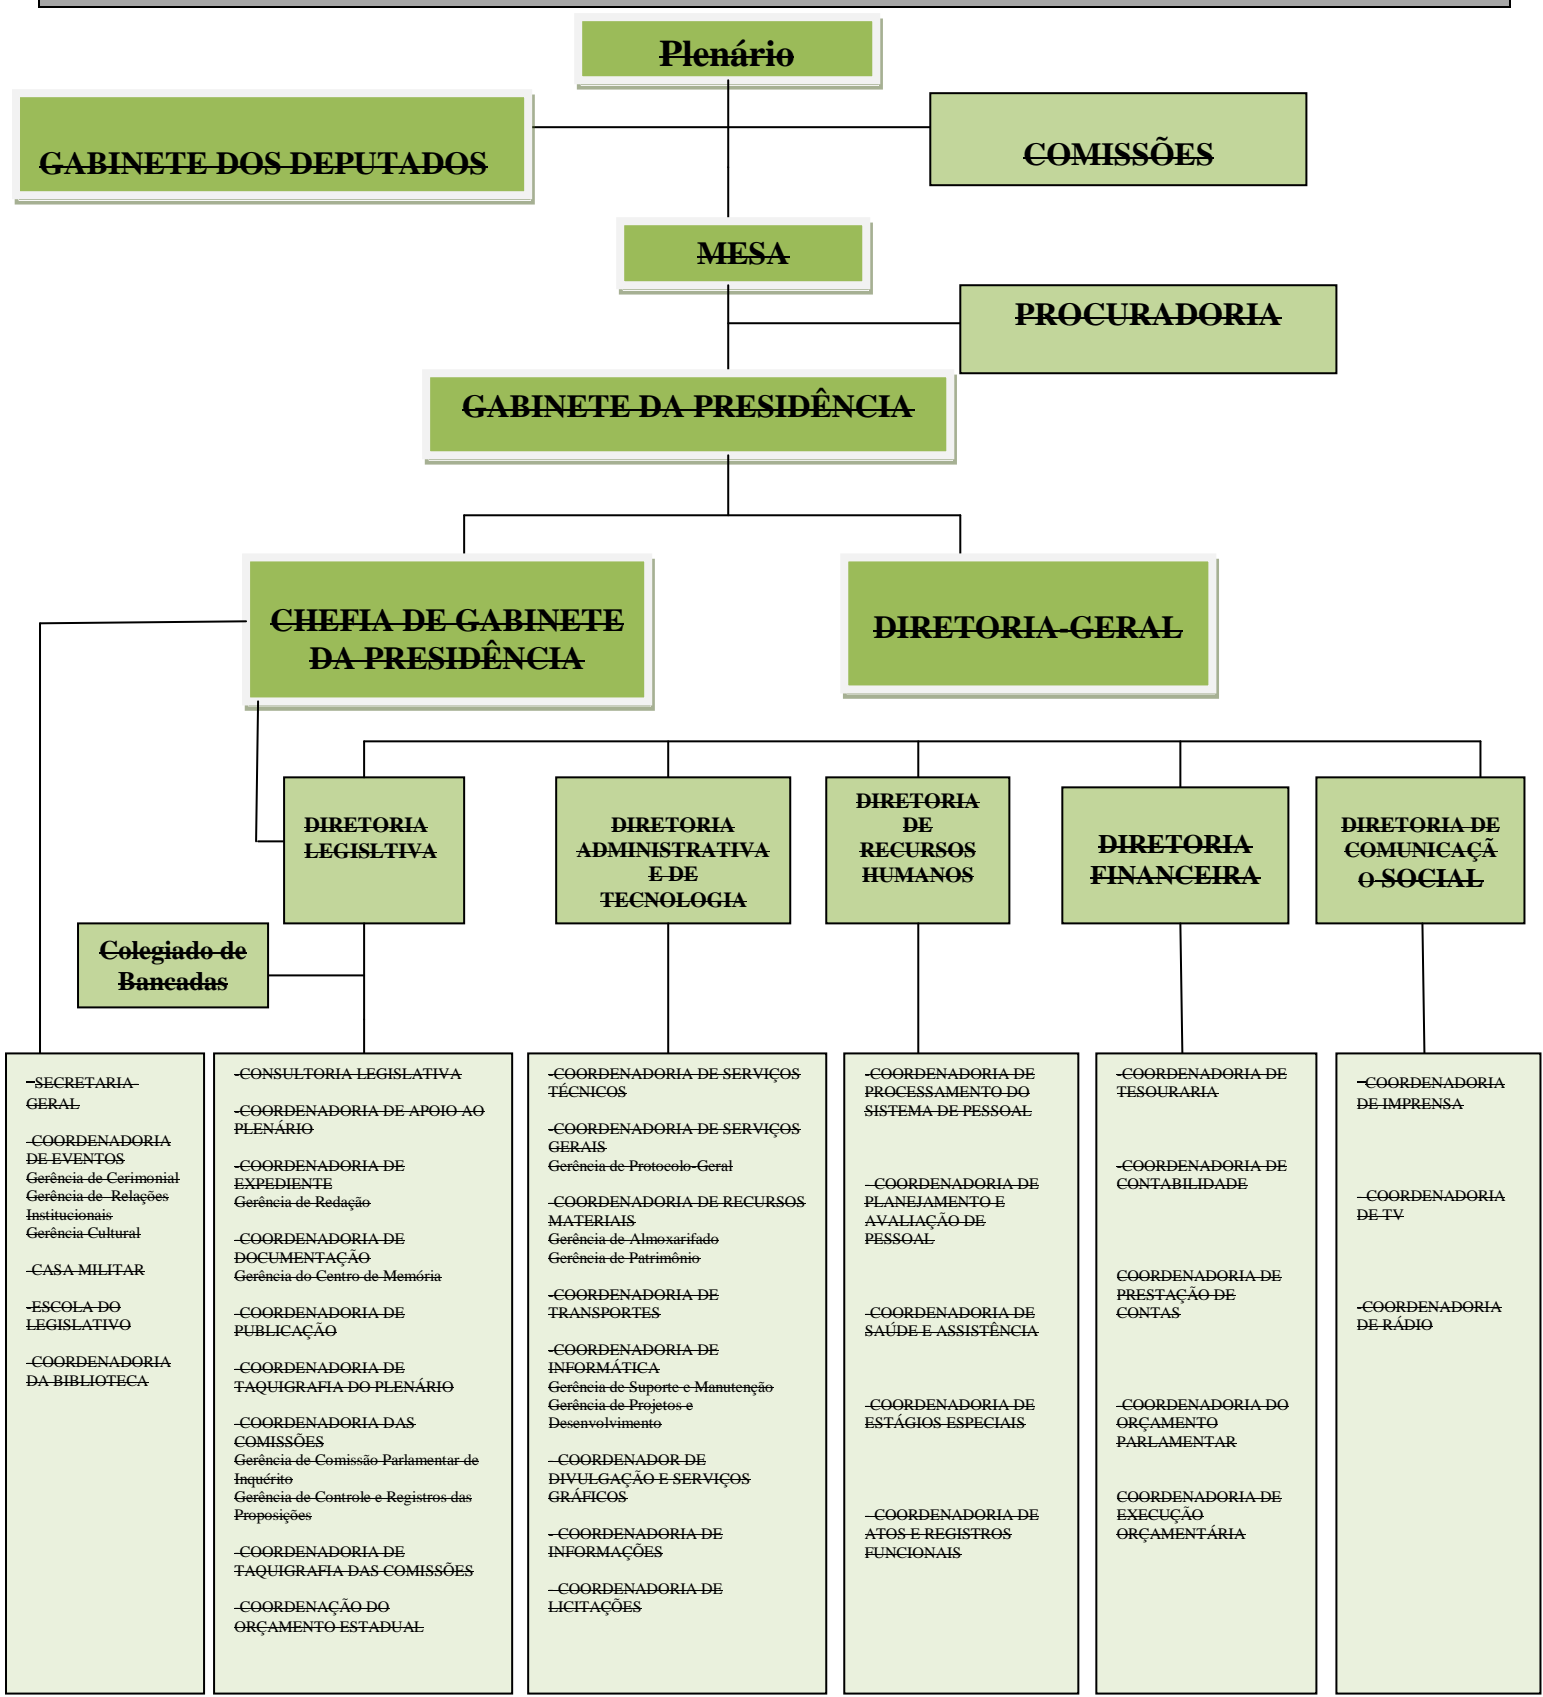 Plenário
GABINETE DOS DEPUTADOS
COMISSÕES
MESA
PROCURADORIA
GABINETE DA PRESIDÊNCIA
CHEFIA DE GABINETE
DA PRESIDÊNCIA
DIRETORIA-GERAL
DIRETORIA
LEGISLTIVA
DIRETORIA
ADMINISTRATIVA
E DE
TECNOLOGIA
DIRETORIA
DE
RECURSOS
HUMANOS
DIRETORIA
FINANCEIRA
DIRETORIA DE
COMUNICAÇÃ
O SOCIAL
Colegiado de
Bancadas
-SECRETARIA-
GERAL
-COORDENADORIA
DE EVENTOS
Gerência de Cerimonial
Gerência de Relações
Institucionais
Gerência Cultural
-CASA MILITAR
-ESCOLA DO
LEGISLATIVO
-COORDENADORIA
DA BIBLIOTECA
-CONSULTORIA LEGISLATIVA
-COORDENADORIA DE APOIO AO
PLENÁRIO
-COORDENADORIA DE
EXPEDIENTE
Gerência de Redação
-COORDENADORIA DE
DOCUMENTAÇÃO
Gerência do Centro de Memória
-COORDENADORIA DE
PUBLICAÇÃO
-COORDENADORIA DE
TAQUIGRAFIA DO PLENÁRIO
-COORDENADORIA DAS
COMISSÕES
Gerência de Comissão Parlamentar de
Inquérito
Gerência de Controle e Registros das
Proposições
-COORDENADORIA DE
TAQUIGRAFIA DAS COMISSÕES
-COORDENAÇÃO DO
ORÇAMENTO ESTADUAL
-COORDENADORIA DE SERVIÇOS
TÉCNICOS
-COORDENADORIA DE SERVIÇOS
GERAIS
Gerência de Protocolo-Geral
-COORDENADORIA DE RECURSOS
MATERIAIS
Gerência de Almoxarifado
Gerência de Patrimônio
-COORDENADORIA DE
TRANSPORTES
-COORDENADORIA DE
INFORMÁTICA
Gerência de Suporte e Manutenção
Gerência de Projetos e
Desenvolvimento
- COORDENADOR DE
DIVULGAÇÃO E SERVIÇOS
GRÁFICOS
- COORDENADORIA DE
INFORMAÇÕES
- COORDENADORIA DE
LICITAÇÕES
-COORDENADORIA DE
PROCESSAMENTO DO
SISTEMA DE PESSOAL
- COORDENADORIA DE
PLANEJAMENTO E
AVALIAÇÃO DE
PESSOAL
-COORDENADORIA DE
SAÚDE E ASSISTÊNCIA
-COORDENADORIA DE
ESTÁGIOS ESPECIAIS
- COORDENADORIA DE
ATOS E REGISTROS
FUNCIONAIS
-COORDENADORIA DE
TESOURARIA
-COORDENADORIA DE
CONTABILIDADE
COORDENADORIA DE
PRESTAÇÃO DE
CONTAS
-COORDENADORIA DO
ORÇAMENTO
PARLAMENTAR
COORDENADORIA DE
EXECUÇÃO
ORÇAMENTÁRIA
-COORDENADORIA
DE IMPRENSA
- COORDENADORIA
DE TV
-COORDENADORIA
DE RÁDIO